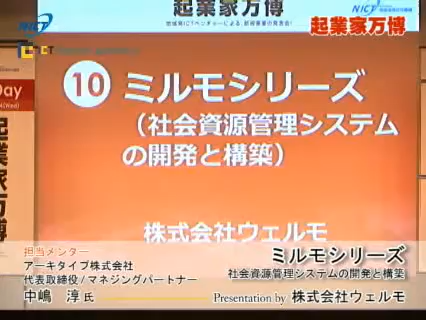 NICT
起業家万博
地域発ICTベンチャーによる、新規事業の発表会!
NICT
起業家万博
Day
起業家万博
⑩ ミルモシリーズ
（社会資源管理システム
の開発と構築）
株式会社ウェルモ
担当メンター
アーキタイプ株式会社
代表取締役/マネジングパートナー
中嶋 淳 氏
ミルモシリーズ
社会資源管理システムの開発と構築
Presentation by 株式会社ウェルモ